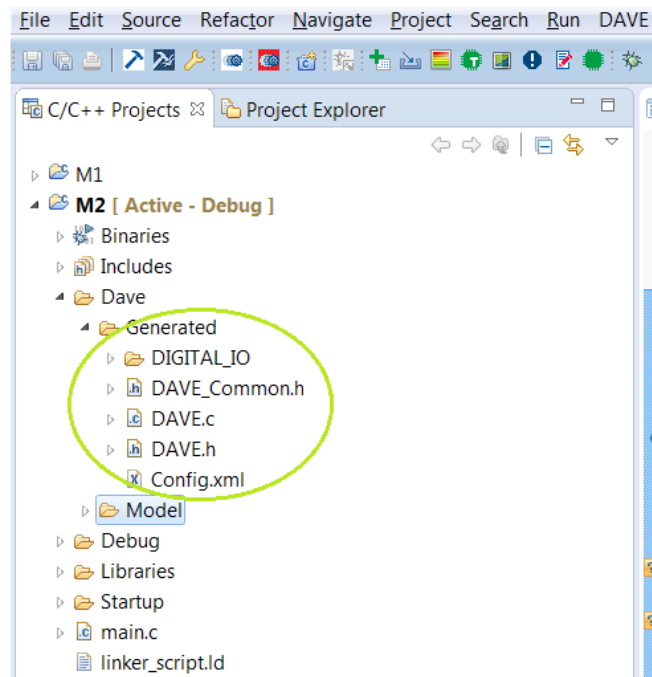 File Edit Source Refactor Navigate Project Search Run DAVE
C/C++ Projects Project Explorer
M1
M2 [ Active - Debug ]
Binaries
Includes
Dave
Generated
DIGITAL_IO
DAVE_Common.h
DAVE.c
DAVE.h
Config.xml
Model
Debug
Libraries
Startup
main.c
linker_script.ld